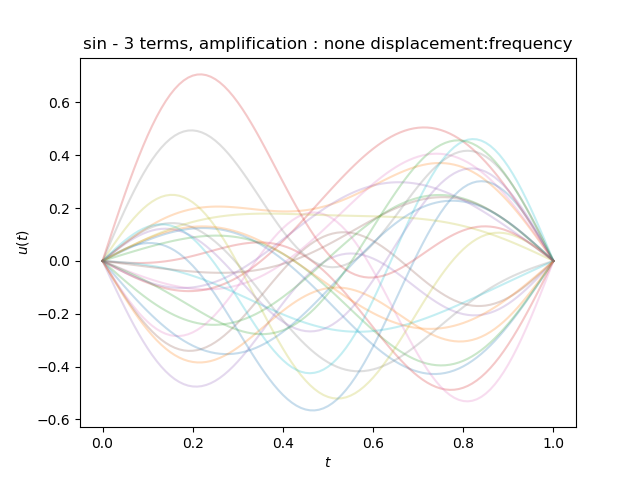 sin - 3 terms, amplification : none displacement:frequency
u(t)
0.6
0.4
0.2
0.0
−0.2
−0.4
−0.6
0.0 0.2 0.4 0.6 0.8 1.0
t